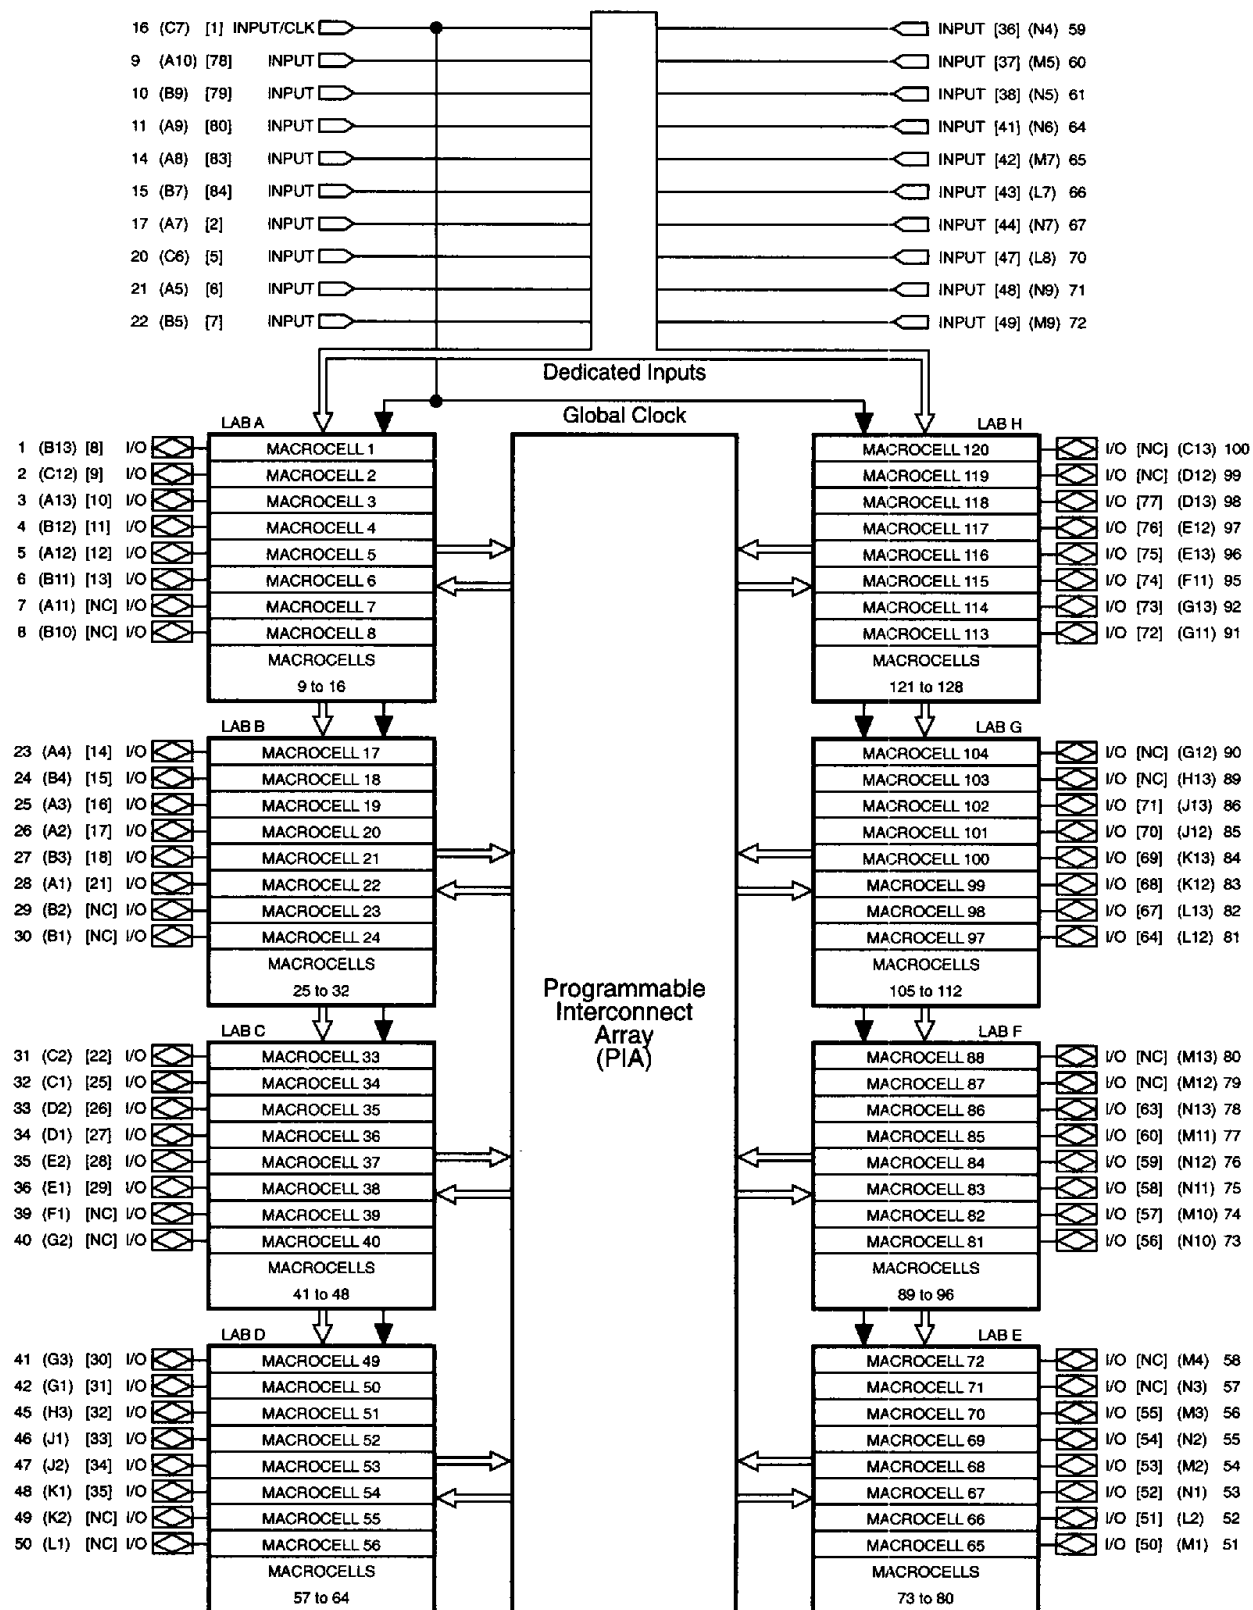 16 (C7) [1] INPUT/CLK INPUT [36] (N4) 59
9 (A10) [78] INPUT INPUT [37] (M5) 60
10 (B9) [79] INPUT INPUT [38] (N5) 61
11 (A9) [80] INPUT INPUT [41] (N6) 64
14 (A8) [83] INPUT INPUT [42] (M7) 65
15 (B7) [84] INPUT INPUT [43] (L7) 66
17 (A7) [2] INPUT INPUT [44] (N7) 67
20 (C6) [5] INPUT INPUT [47] (L8) 70
21 (A5) [6] INPUT INPUT [48] (N9) 71
22 (B5) [7] INPUT INPUT [49] (M9) 72
Dedicated Inputs
Global Clock
LAB A LAB H
1 (B13) [8] I/O MACROCELL 1 MACROCELL 120 I/O [NC] (C13) 100
2 (C12) [9] I/O MACROCELL 2 MACROCELL 119 I/O [NC] (D12) 99
3 (A13) [10] I/O MACROCELL 3 MACROCELL 118 I/O [77] (D13) 98
4 (B12) [11] I/O MACROCELL 4 MACROCELL 117 I/O [76] (E12) 97
5 (A12) [12] I/O MACROCELL 5 MACROCELL 116 I/O [75] (E13) 96
6 (B11) [13] I/O MACROCELL 6 MACROCELL 115 I/O [74] (F11) 95
7 (A11) [NC] I/O MACROCELL 7 MACROCELL 114 I/O [73] (G13) 92
8 (B10) [NC] I/O MACROCELL 8 MACROCELL 113 I/O [72] (G11) 91
MACROCELLS MACROCELLS
9 to 16 121 to 128
LAB B LAB G
23 (A4) [14] I/O MACROCELL 17 MACROCELL 104 I/O [NC] (G12) 90
24 (B4) [15] I/O MACROCELL 18 MACROCELL 103 I/O [NC] (H13) 89
25 (A3) [16] I/O MACROCELL 19 MACROCELL 102 I/O [71] (J13) 86
26 (A2) [17] I/O MACROCELL 20 MACROCELL 101 I/O [70] (J12) 85
27 (B3) [18] I/O MACROCELL 21 MACROCELL 100 I/O [69] (K13) 84
28 (A1) [21] I/O MACROCELL 22 MACROCELL 99 I/O [68] (K12) 83
29 (B2) [NC] I/O MACROCELL 23 MACROCELL 98 I/O [67] (L13) 82
30 (B1) [NC] I/O MACROCELL 24 MACROCELL 97 I/O [64] (L12) 81
MACROCELLS MACROCELLS
25 to 32 105 to 112
Programmable
Interconnect
Array
(PIA)
LAB C LAB F
31 (C2) [22] I/O MACROCELL 33 MACROCELL 88 I/O [NC] (M13) 80
32 (C1) [25] I/O MACROCELL 34 MACROCELL 87 I/O [NC] (M12) 79
33 (D2) [26] I/O MACROCELL 35 MACROCELL 86 I/O [63] (N13) 78
34 (D1) [27] I/O MACROCELL 36 MACROCELL 85 I/O [60] (M11) 77
35 (E2) [28] I/O MACROCELL 37 MACROCELL 84 I/O [59] (N12) 76
36 (E1) [29] I/O MACROCELL 38 MACROCELL 83 I/O [58] (N11) 75
39 (F1) [NC] I/O MACROCELL 39 MACROCELL 82 I/O [57] (M10) 74
40 (G2) [NC] I/O MACROCELL 40 MACROCELL 81 I/O [56] (N10) 73
MACROCELLS MACROCELLS
41 to 48 89 to 96
LAB D LAB E
41 (G3) [30] I/O MACROCELL 49 MACROCELL 72 I/O [NC] (M4) 58
42 (G1) [31] I/O MACROCELL 50 MACROCELL 71 I/O [NC] (N3) 57
45 (H3) [32] I/O MACROCELL 51 MACROCELL 70 I/O [55] (M3) 56
46 (J1) [33] I/O MACROCELL 52 MACROCELL 69 I/O [54] (N2) 55
47 (J2) [34] I/O MACROCELL 53 MACROCELL 68 I/O [53] (M2) 54
48 (K1) [35] I/O MACROCELL 54 MACROCELL 67 I/O [52] (N1) 53
49 (K2) [NC] I/O MACROCELL 55 MACROCELL 66 I/O [51] (L2) 52
50 (L1) [NC] I/O MACROCELL 56 MACROCELL 65 I/O [50] (M1) 51
MACROCELLS MACROCELLS
57 to 64 73 to 80